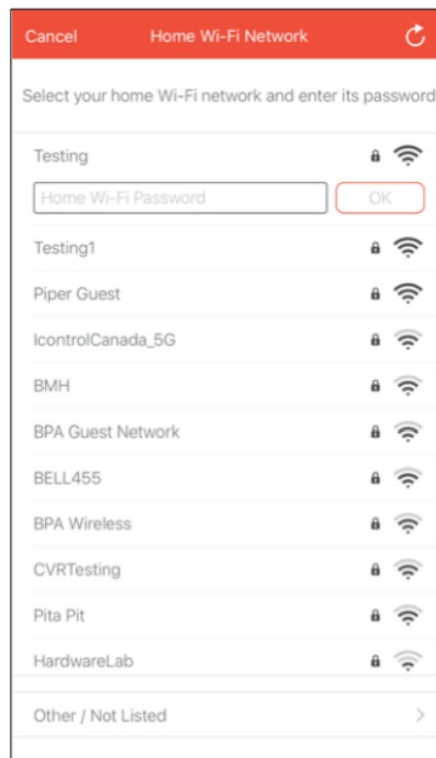 Cancel Home Wi-Fi Network
Select your home Wi-Fi network and enter its password
Testing
Home Wi-Fi Password OK
Testing1
Piper Guest
IcontrolCanada_5G
BMH
BPA Guest Network
BELL455
BPA Wireless
CVRTesting
Pita Pit
HardwareLab
Other / Not Listed